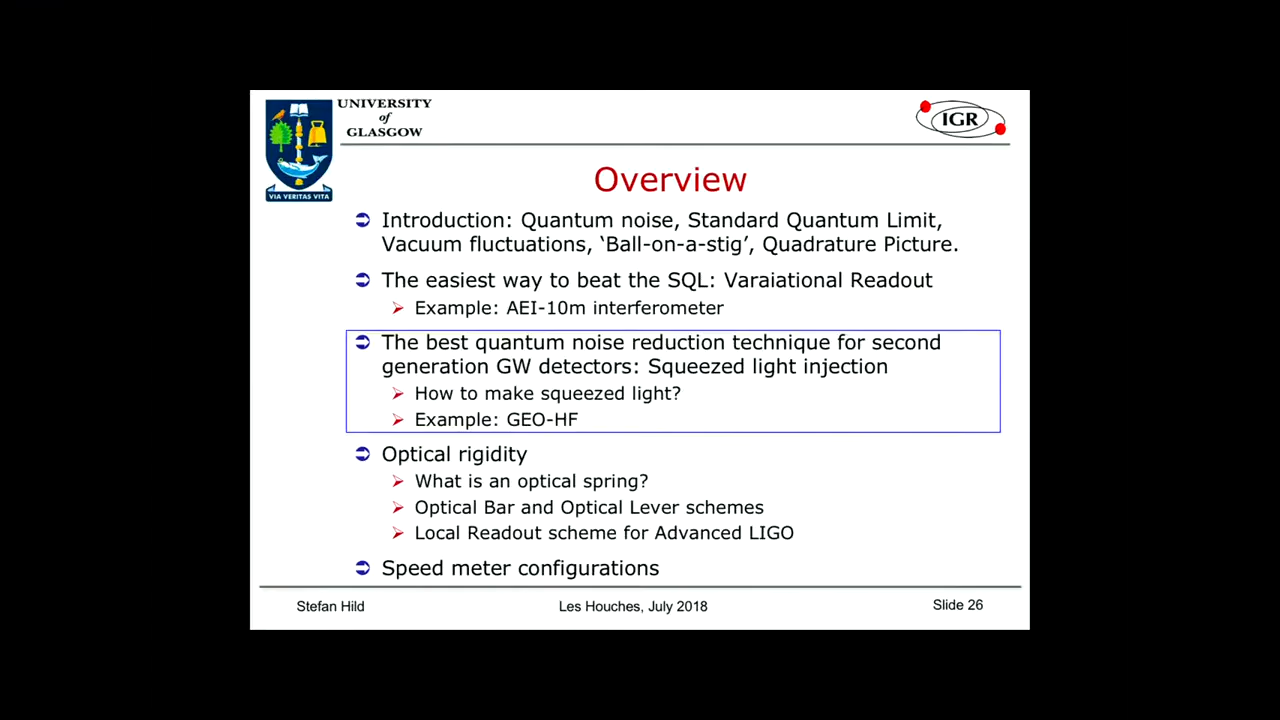 UNIVERSITY
of
GLASGOW
VIA VERITAS VITA
IGR
Overview
Introduction: Quantum noise, Standard Quantum Limit,
Vacuum fluctuations, ‘Ball-on-a-stig’, Quadrature Picture.
The easiest way to beat the SQL: Varaiational Readout
Example: AEI-10m interferometer
The best quantum noise reduction technique for second
generation GW detectors: Squeezed light injection
How to make squeezed light?
Example: GEO-HF
Optical rigidity
What is an optical spring?
Optical Bar and Optical Lever schemes
Local Readout scheme for Advanced LIGO
Speed meter configurations
Stefan Hild
Les Houches, July 2018
Slide 26